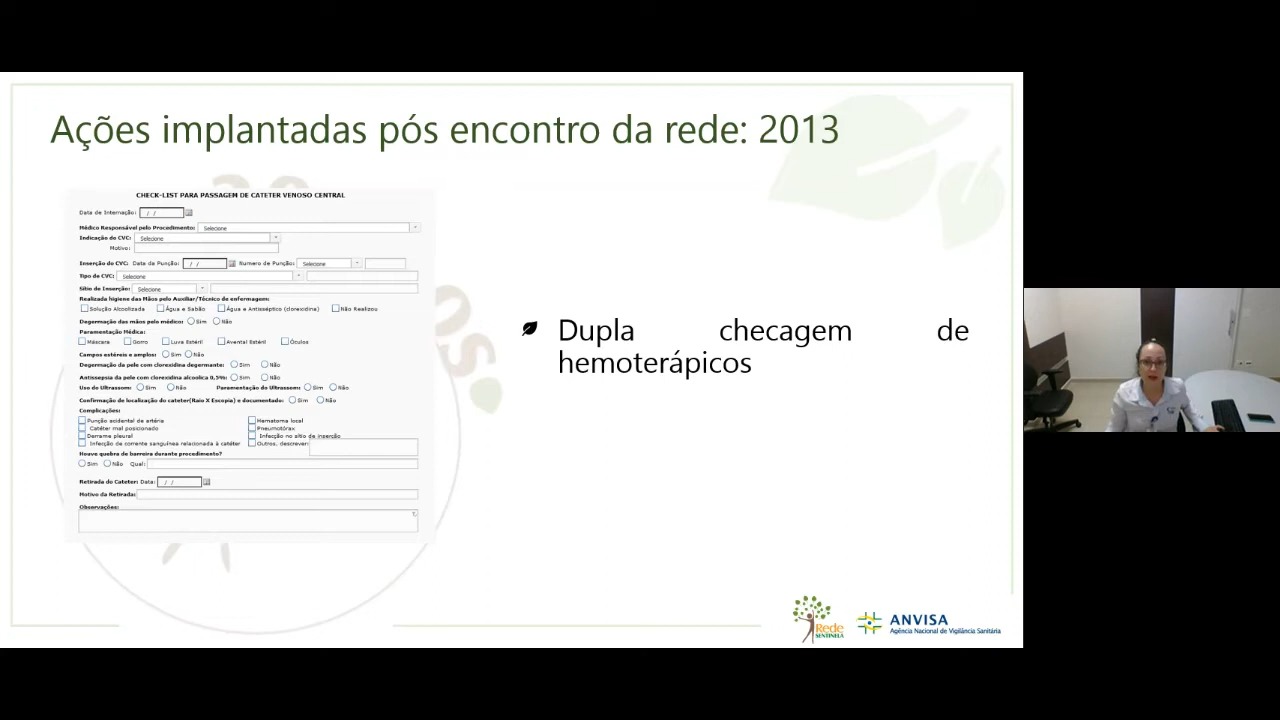 Ações implantadas pós encontro da rede: 2013
CHECK-LIST PARA PASSAGEM DE CATETER VENOSO CENTRAL
Data de Internação: / /
Médico Responsável pelo Procedimento: Selecione
Indicação do CVC: Selecione
Motivo:
Inserção do CVC: Data da Punção: / / Numero de Punção: Selecione
Tipo de CVC: Selecione
Sítio de Inserção: Selecione
Realizada higiene das Mãos pelo Auxiliar/Técnico de enfermagem:
Solução Alcoolizada Água e Sabão Água e Antisséptico (clorexidina) Não Realizou
Degermação das mãos pelo médico: Sim Não
Paramentação Médica:
Máscara Gorro Luva Estéril Avental Estéril Óculos
Campos estéreis e amplos: Sim Não
Degermação da pele com clorexidina degermante: Sim Não
Antissepsia da pele com clorexidina alcoolica 0,5%: Sim Não
Uso do Ultrassom: Sim Não Paramentação do Ultrassom: Sim Não
Confirmação de localização do cateter(Raio X Escopia) e documentado: Sim Não
Complicações:
Punção acidental de artéria Hematoma local
Catéter mal posicionado Pneumotórax
Derrame pleural Infecção no sítio de inserção
Infecção de corrente sanguínea relacionada à catéter Outros, descrever:
Houve quebra de barreira durante procedimento?
Sim Não Qual:
Retirada do Cateter: Data: / /
Motivo da Retirada:
Observações:
Dupla checagem de
hemoterápicos
Rede
SENTINELA
ANVISA
Agência Nacional de Vigilância Sanitária